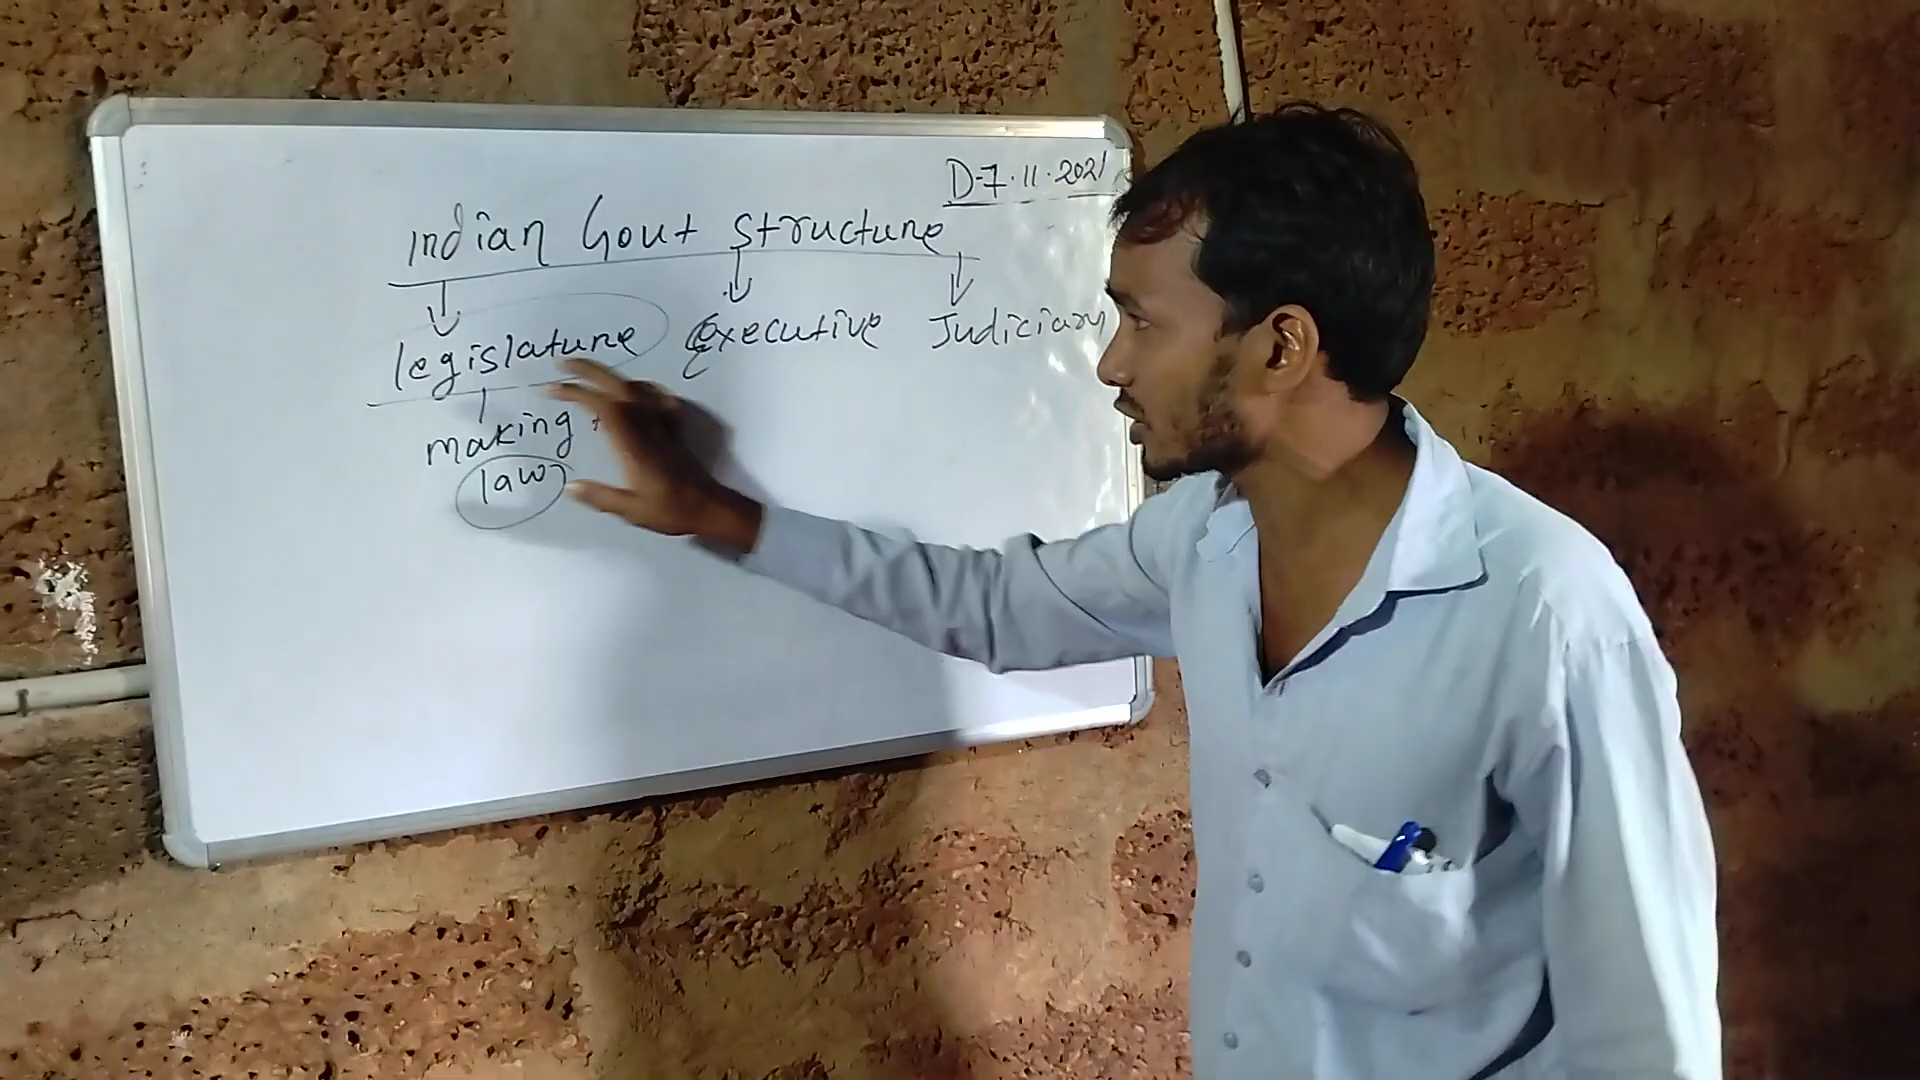 D-7.11.2021
Indian Govt Structure
legislature Executive Judiciary
making
law